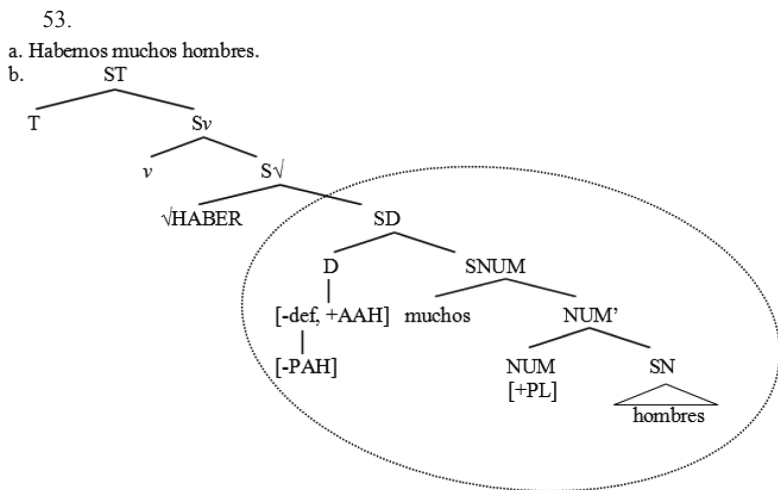 53.
a. Habemos muchos hombres.
b. ST
T Sv
v S√
√HABER SD
D SNUM
[-def, +AAH] muchos NUM’
[-PAH] NUM SN
[+PL]
hombres